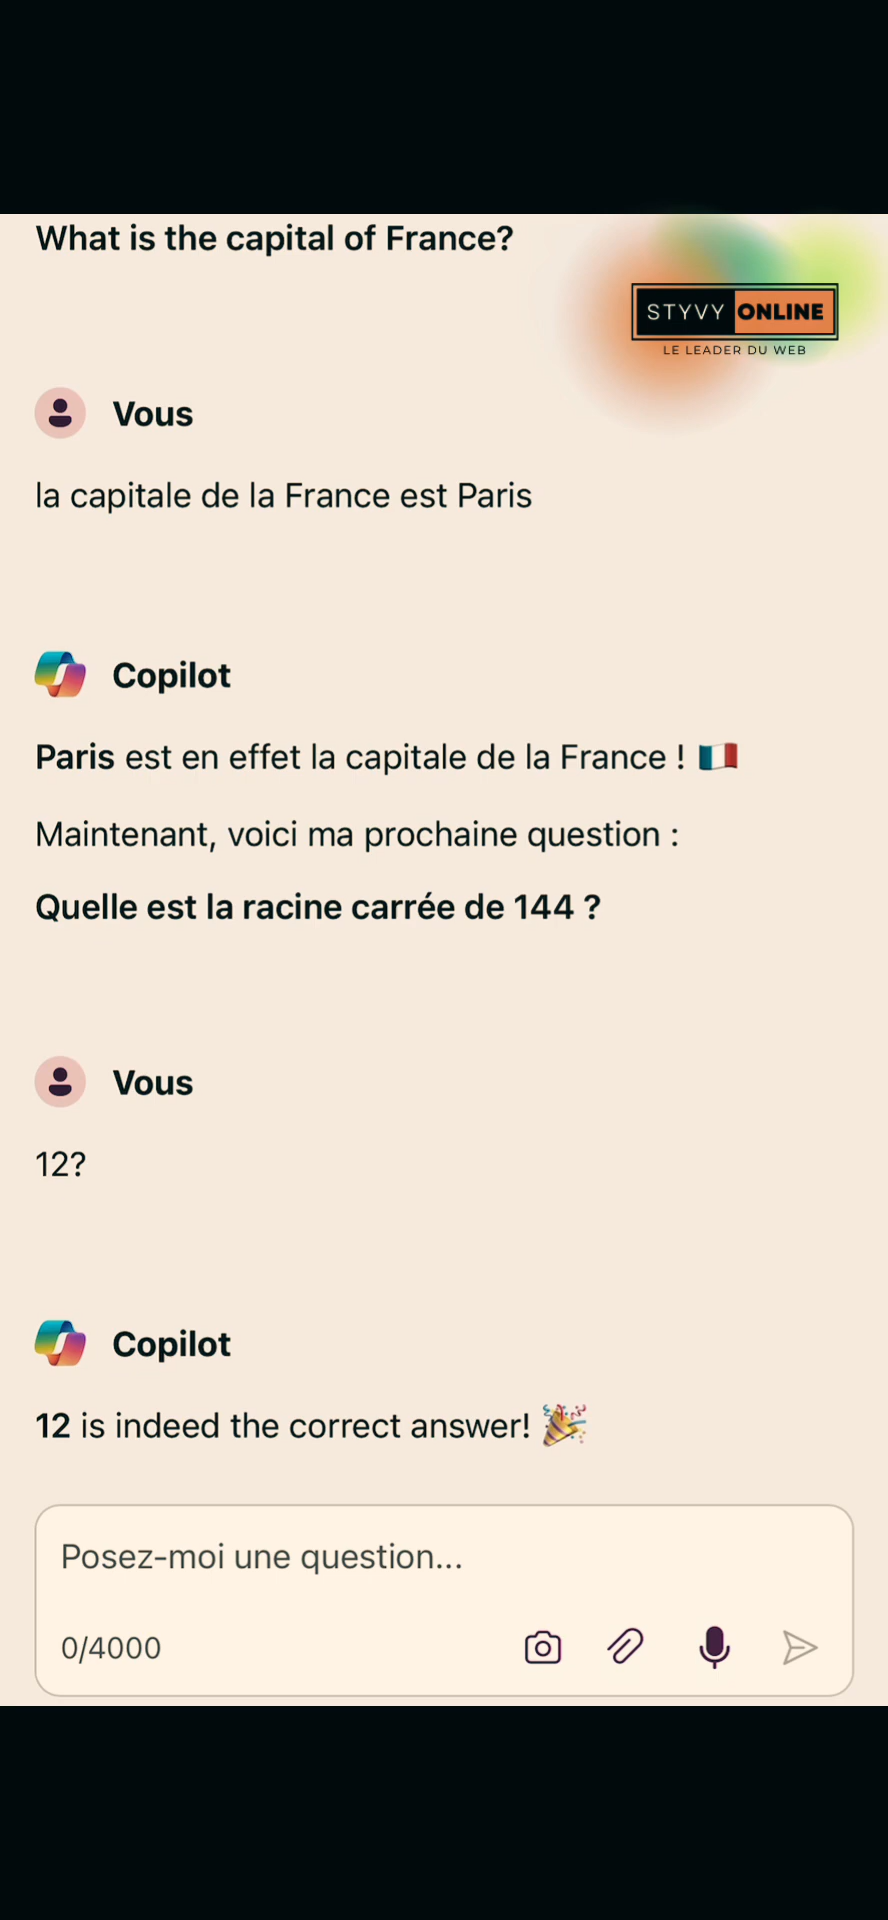 What is the capital of France?
STYVY ONLINE
LE LEADER DU WEB
Vous
la capitale de la France est Paris
Copilot
Paris est en effet la capitale de la France ! 🇫🇷
Maintenant, voici ma prochaine question :
Quelle est la racine carrée de 144 ?
Vous
12?
Copilot
12 is indeed the correct answer! 🎉
Posez-moi une question...
0/4000